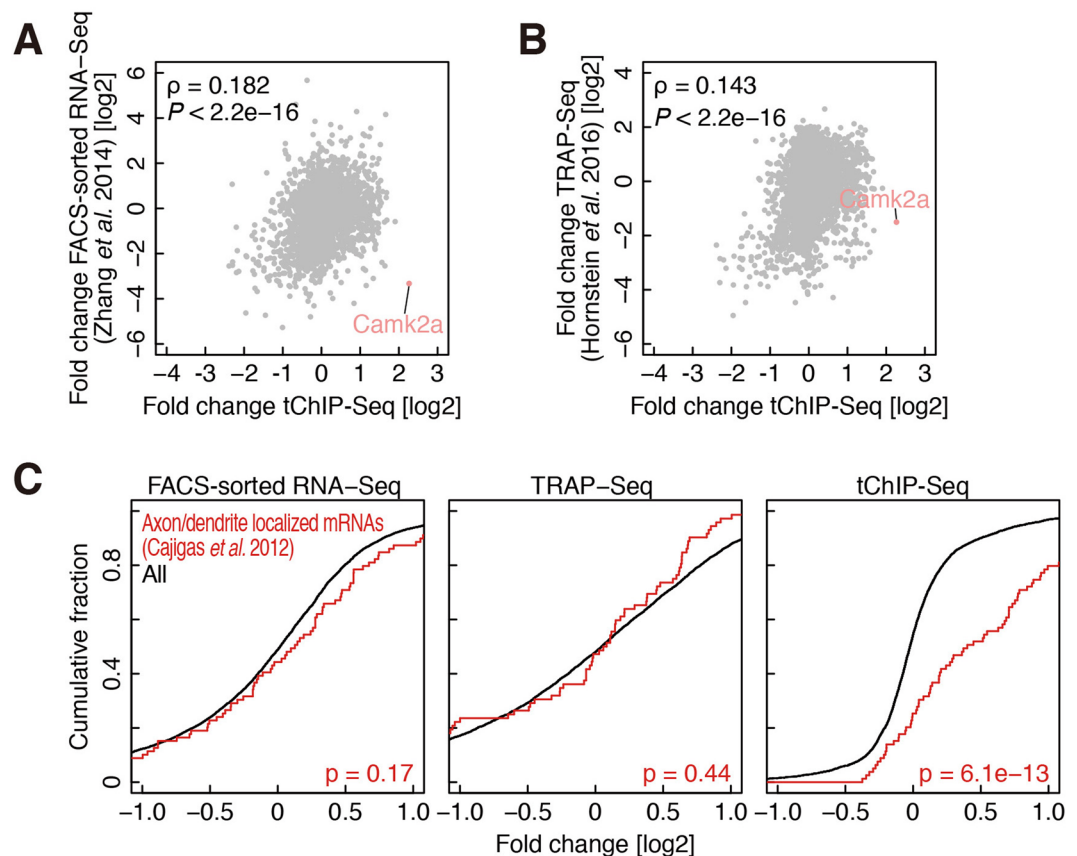 A
Fold change FACS-sorted RNA−Seq
(Zhang et al. 2014) [log2]
6
4
2
0
−2
−4
−6
ρ = 0.182
P < 2.2e−16
Camk2a
−4 −3 −2 -1 0 1 2 3
Fold change tChIP-Seq [log2]
B
Fold change TRAP-Seq
(Hornstein et al. 2016) [log2]
4
2
0
−2
−4
−6
ρ = 0.143
P < 2.2e−16
Camk2a
−4 −3 −2 -1 0 1 2 3
Fold change tChIP-Seq [log2]
C
Cumulative fraction
0.8
0.4
0
FACS-sorted RNA−Seq
Axon/dendrite localized mRNAs
(Cajigas et al. 2012)
All
p = 0.17
−1.0 −0.5 0 0.5 1.0
TRAP−Seq
p = 0.44
−1.0 −0.5 0 0.5 1.0
tChIP-Seq
p = 6.1e−13
−1.0 −0.5 0 0.5 1.0
Fold change [log2]